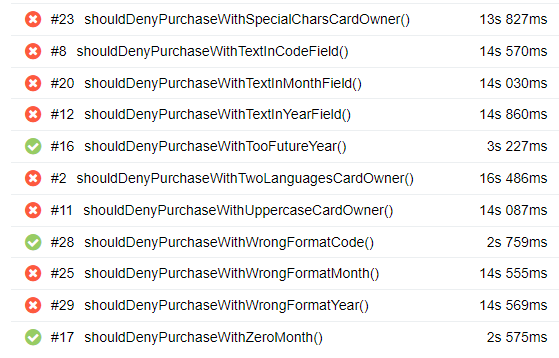 #23 shouldDenyPurchaseWithSpecialCharsCardOwner() 13s 827ms
#8 shouldDenyPurchaseWithTextInCodeField() 14s 570ms
#20 shouldDenyPurchaseWithTextInMonthField() 14s 030ms
#12 shouldDenyPurchaseWithTextInYearField() 14s 860ms
#16 shouldDenyPurchaseWithTooFutureYear() 3s 227ms
#2 shouldDenyPurchaseWithTwoLanguagesCardOwner() 16s 486ms
#11 shouldDenyPurchaseWithUppercaseCardOwner() 14s 087ms
#28 shouldDenyPurchaseWithWrongFormatCode() 2s 759ms
#25 shouldDenyPurchaseWithWrongFormatMonth() 14s 555ms
#29 shouldDenyPurchaseWithWrongFormatYear() 14s 569ms
#17 shouldDenyPurchaseWithZeroMonth() 2s 575ms